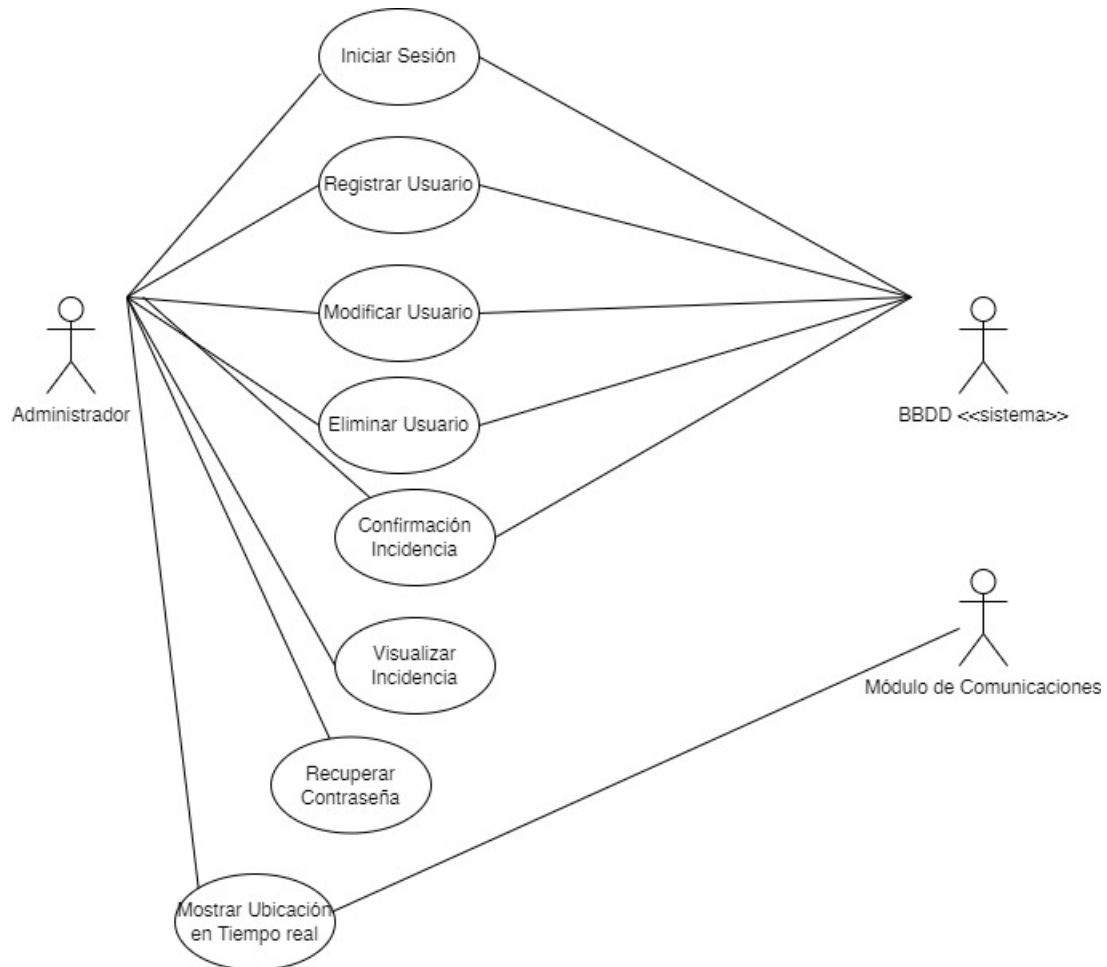 Iniciar Sesión
Registrar Usuario
Modificar Usuario
Administrador
BBDD <<sistema>>
Eliminar Usuario
Confirmación
Incidencia
Visualizar
Incidencia
Módulo de Comunicaciones
Recuperar
Contraseña
Mostrar Ubicación
en Tiempo real